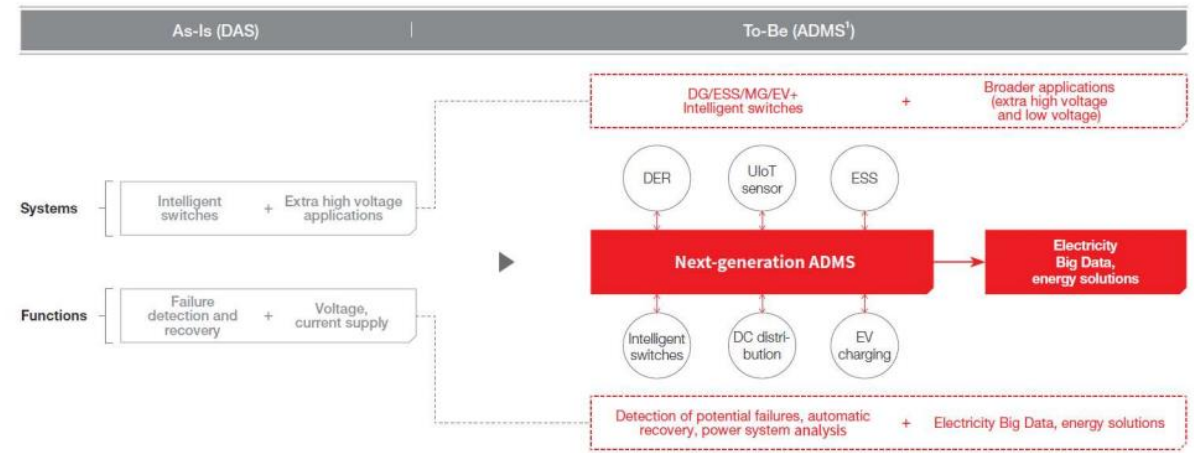 As-Is (DAS)
To-Be (ADMS¹)
DG/ESS/MG/EV+
Intelligent switches
+
Broader applications
(extra high voltage
and low voltage)
Systems
Intelligent
switches
+
Extra high voltage
applications
DER
UIoT
sensor
ESS
Next-generation ADMS
Electricity
Big Data,
energy solutions
Functions
Failure
detection and
recovery
+
Voltage,
current supply
Intelligent
switches
DC distri-
bution
EV
charging
Detection of potential failures, automatic
recovery, power system analysis
+
Electricity Big Data, energy solutions